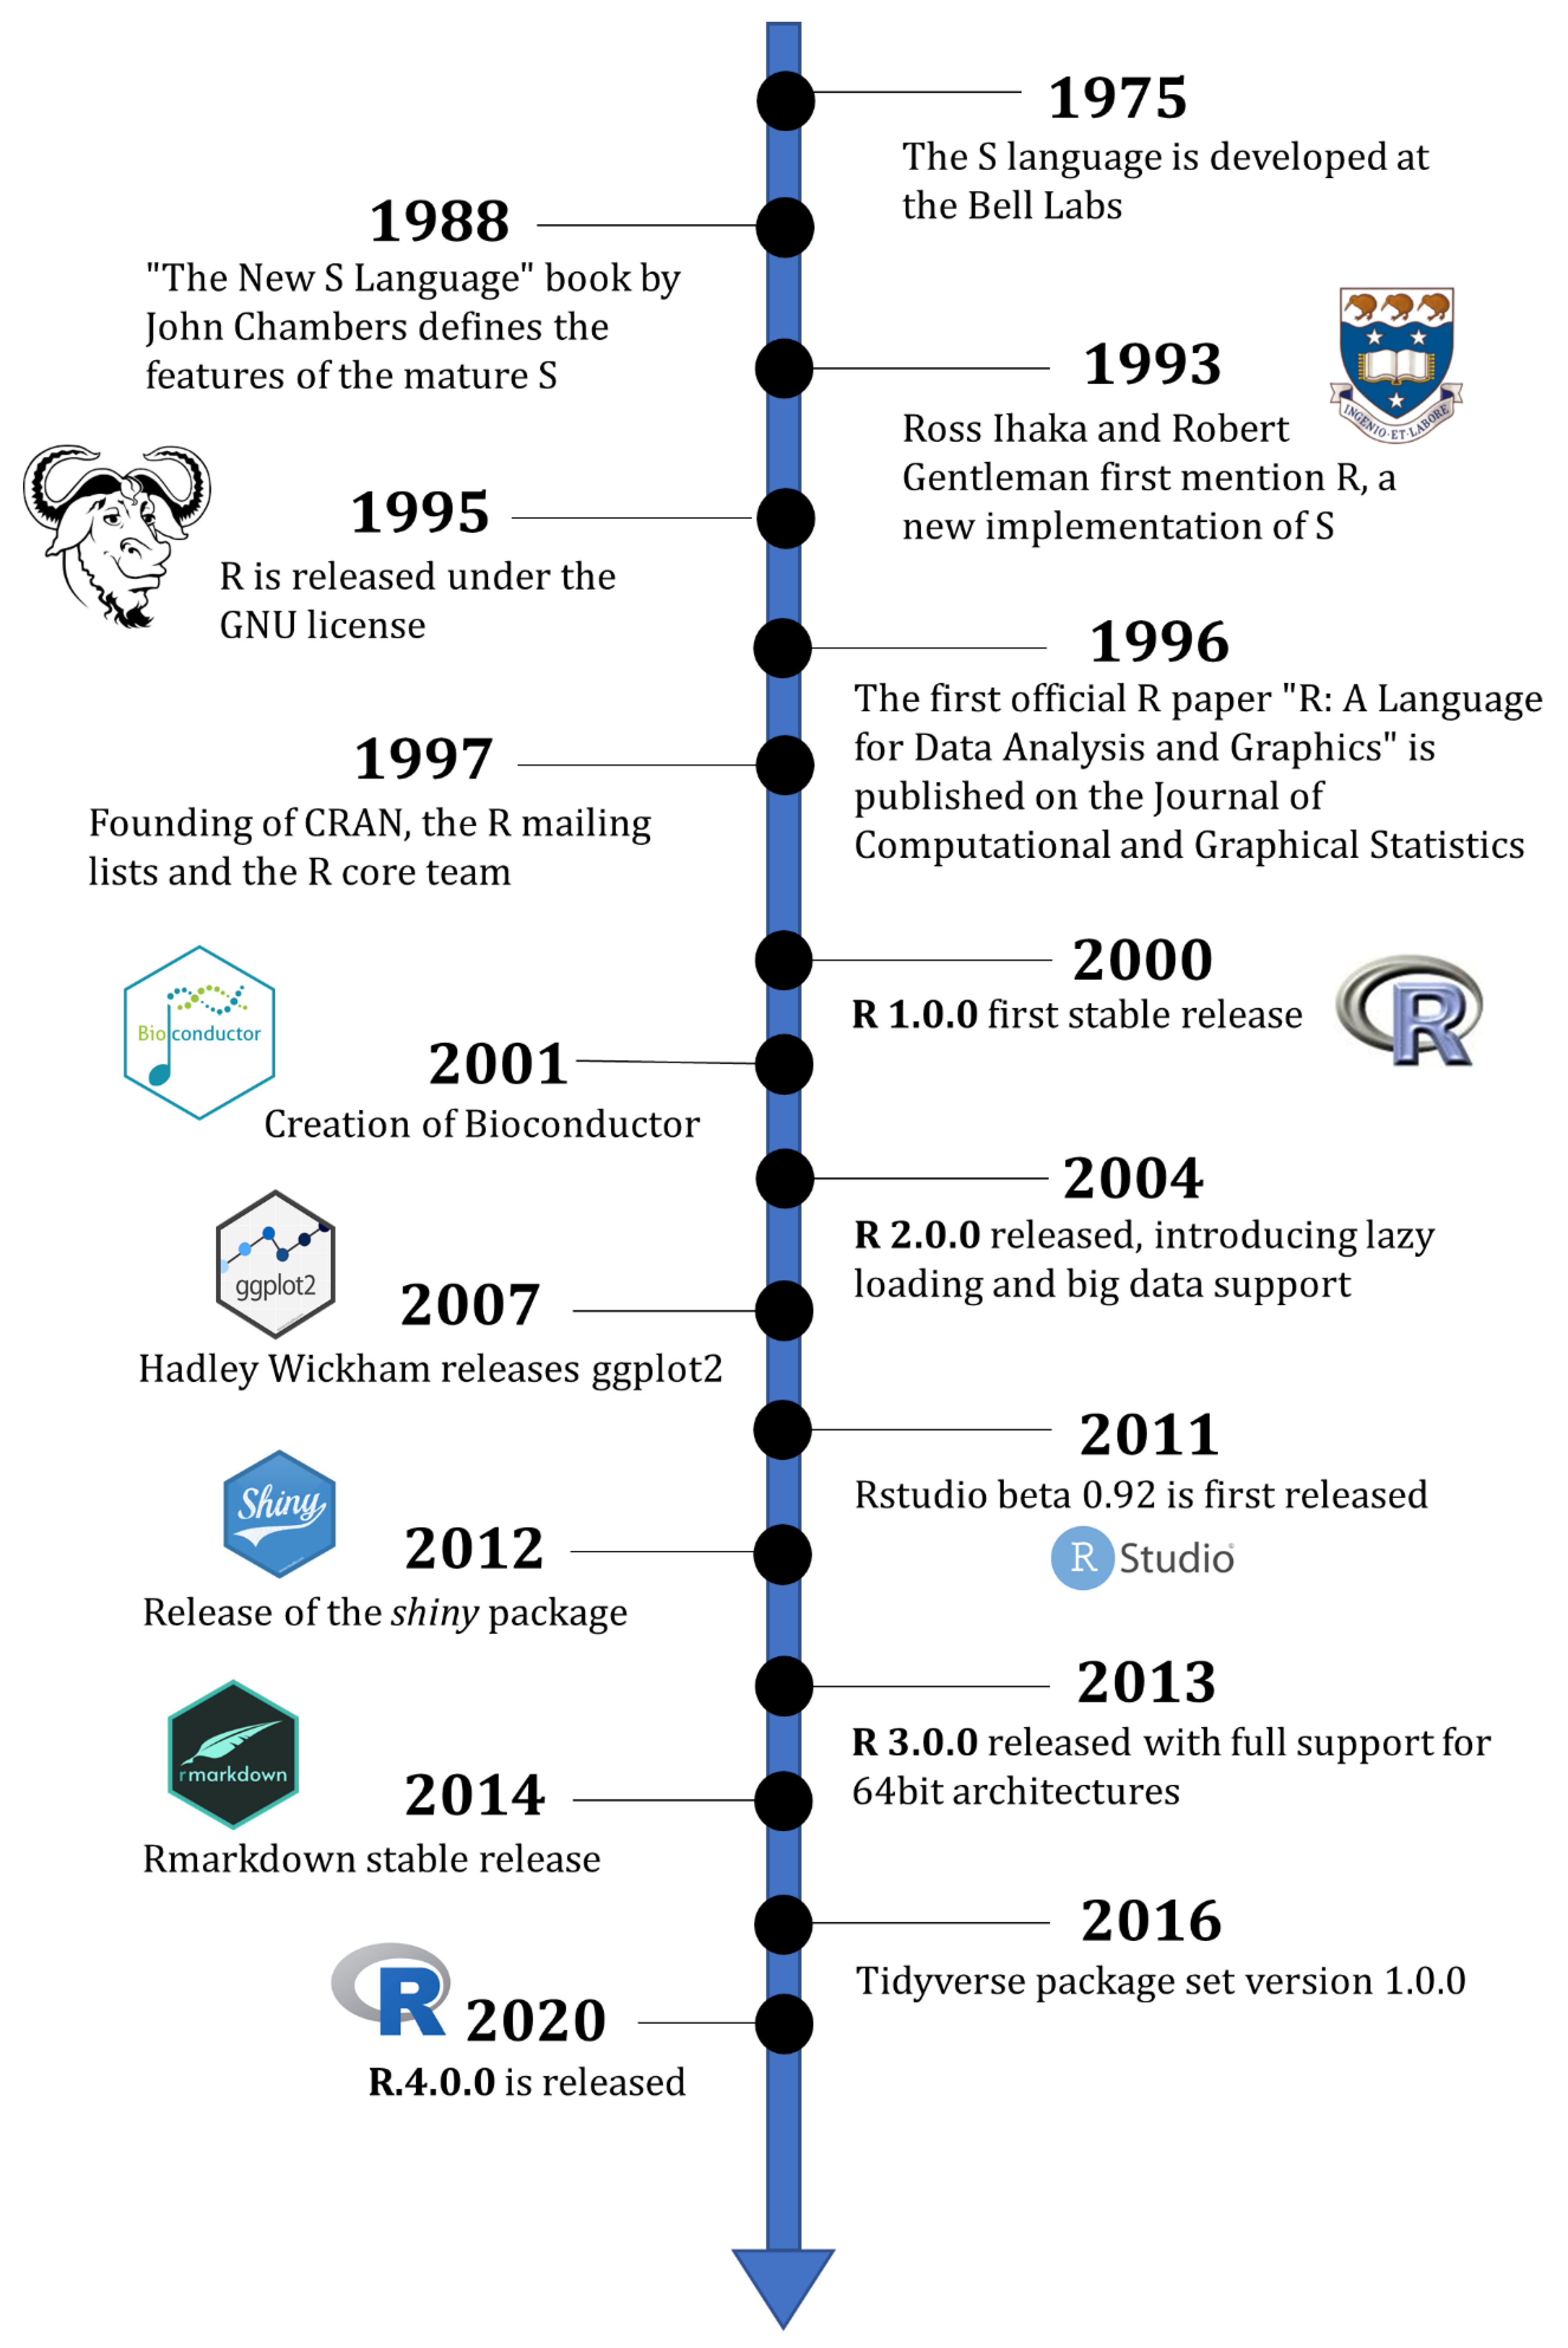 1975
The S language is developed at
the Bell Labs
1988
"The New S Language" book by
John Chambers defines the
features of the mature S
1993
INGENIO·ET·LABORE
Ross Ihaka and Robert
Gentleman first mention R, a
new implementation of S
1995
R is released under the
GNU license
1996
The first official R paper "R: A Language
for Data Analysis and Graphics" is
published on the Journal of
Computational and Graphical Statistics
1997
Founding of CRAN, the R mailing
lists and the R core team
2000
R 1.0.0 first stable release
R
Bioconductor
2001
Creation of Bioconductor
2004
R 2.0.0 released, introducing lazy
loading and big data support
ggplot2
2007
Hadley Wickham releases ggplot2
2011
Rstudio beta 0.92 is first released
R Studio
Shiny
2012
Release of the shiny package
2013
R 3.0.0 released with full support for
64bit architectures
rmarkdown
2014
Rmarkdown stable release
2016
Tidyverse package set version 1.0.0
R
2020
R.4.0.0 is released